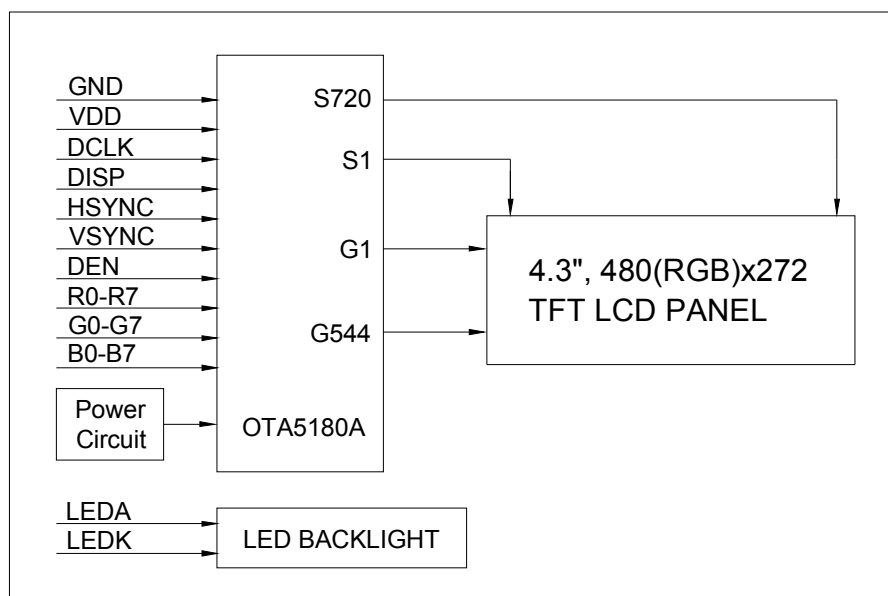 GND
VDD
DCLK
DISP
HSYNC
VSYNC
DEN
R0-R7
G0-G7
B0-B7
Power
Circuit
S720
S1
G1
G544
OTA5180A
4.3", 480(RGB)x272
TFT LCD PANEL
LEDA
LEDK
LED BACKLIGHT